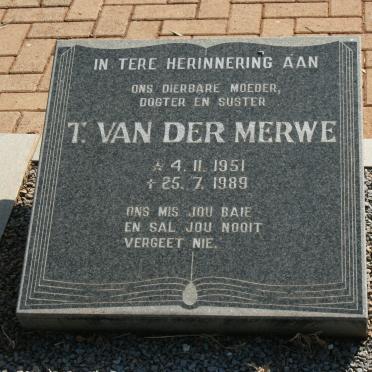 IN TERE HERINNERING AAN
ONS DIERBARE MOEDER,
DOGTER EN SUSTER
T. VAN DER MERWE
☆ 4. 11. 1951
✝ 25. 7. 1989
ONS MIS JOU BAIE
EN SAL JOU NOOIT
VERGEET NIE.